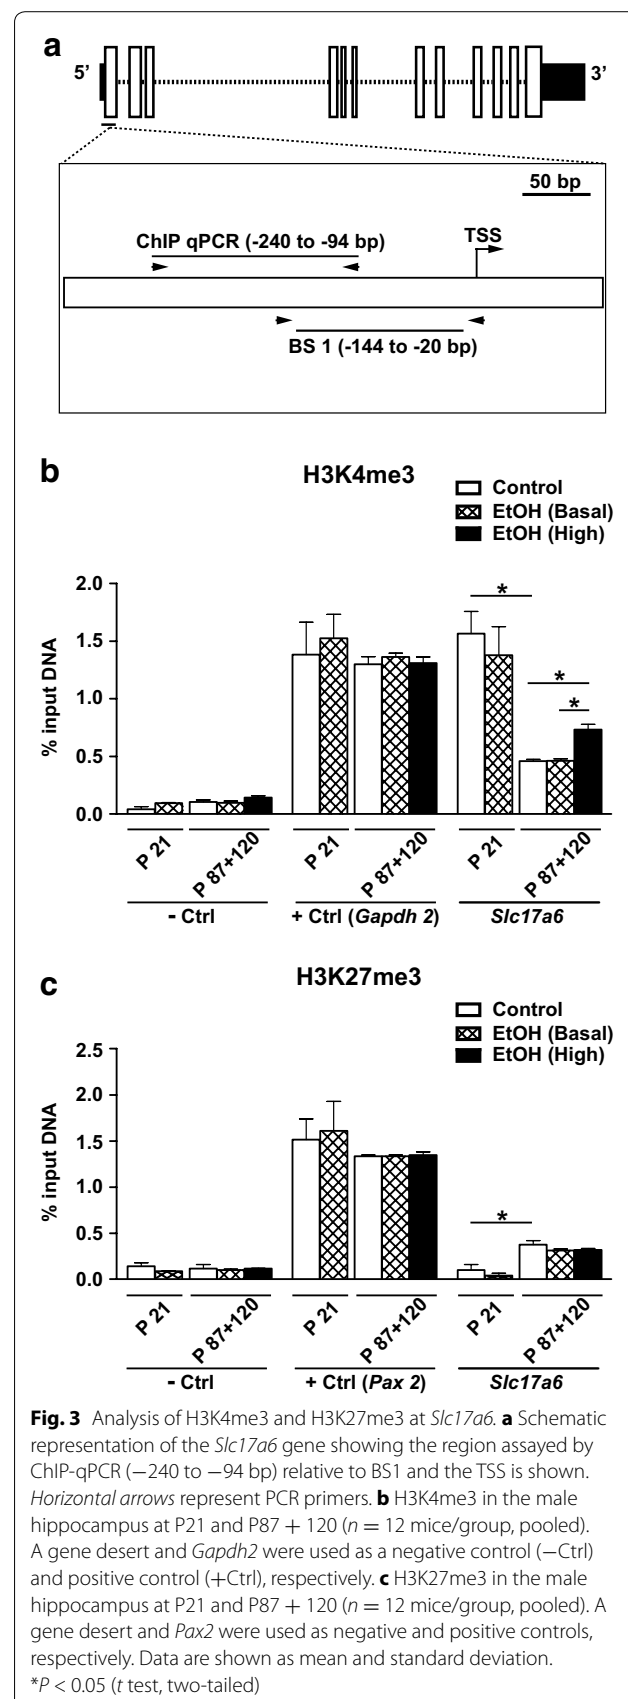 a
5’
3’
50 bp
ChIP qPCR (-240 to -94 bp)
TSS
BS 1 (-144 to -20 bp)
b
H3K4me3
Control
EtOH (Basal)
EtOH (High)
% input DNA
2.0
1.5
1.0
0.5
0.0
*
*
*
P 21
P 87+120
P 21
P 87+120
P 21
P 87+120
- Ctrl
+ Ctrl (Gapdh 2)
Slc17a6
c
H3K27me3
Control
EtOH (Basal)
EtOH (High)
% input DNA
2.5
2.0
1.5
1.0
0.5
0.0
*
P 21
P 87+120
P 21
P 87+120
P 21
P 87+120
- Ctrl
+ Ctrl (Pax 2)
Slc17a6
Fig. 3 Analysis of H3K4me3 and H3K27me3 at Slc17a6. a Schematic
representation of the Slc17a6 gene showing the region assayed by
ChIP-qPCR (−240 to −94 bp) relative to BS1 and the TSS is shown.
Horizontal arrows represent PCR primers. b H3K4me3 in the male
hippocampus at P21 and P87 + 120 (n = 12 mice/group, pooled).
A gene desert and Gapdh2 were used as a negative control (−Ctrl)
and positive control (+Ctrl), respectively. c H3K27me3 in the male
hippocampus at P21 and P87 + 120 (n = 12 mice/group, pooled). A
gene desert and Pax2 were used as negative and positive controls,
respectively. Data are shown as mean and standard deviation.
*P < 0.05 (t test, two-tailed)